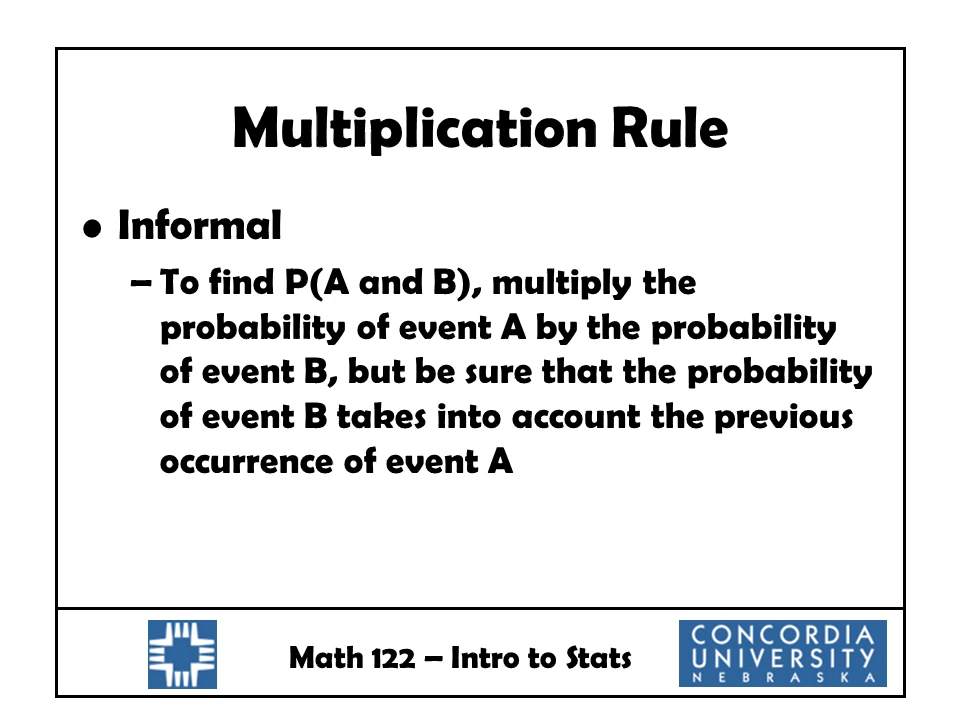 Multiplication Rule
● Informal
– To find P(A and B), multiply the
probability of event A by the probability
of event B, but be sure that the probability
of event B takes into account the previous
occurrence of event A
Math 122 – Intro to Stats
CONCORDIA
UNIVERSITY
NEBRASKA